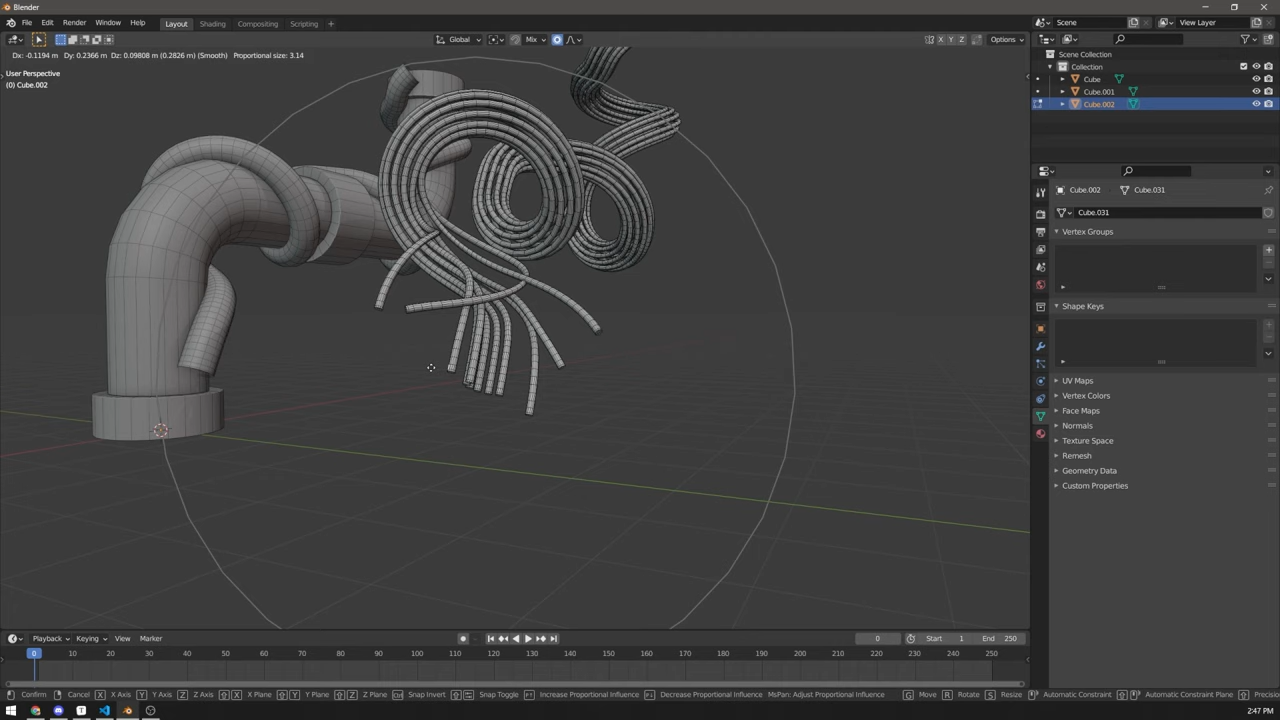 Blender
File Edit Render Window Help Layout Shading Compositing Scripting + Scene View Layer
Global Mix X Y Z Options
Dx: -0.1194 m Dy: 0.2366 m Dz: 0.09808 m (0.2826 m) (Smooth) Proportional size: 3.14
User Perspective
(0) Cube.002
Scene Collection
Collection
Cube
Cube.001
Cube.002
Cube.002 Cube.031
Cube.031
Vertex Groups
Shape Keys
UV Maps
Vertex Colors
Face Maps
Normals
Texture Space
Remesh
Geometry Data
Custom Properties
Playback Keying View Marker 0 Start 1 End 250
0 10 20 30 40 50 60 70 80 90 100 110 120 130 140 150 160 170 180 190 200 210 220 230 240 250
Confirm Cancel X X Axis Y Y Axis Z Z Axis X X Plane Y Y Plane Z Z Plane Snap Invert Snap Toggle Increase Proportional Influence Decrease Proportional Influence MsPan: Adjust Proportional Influence G Move R Rotate S Resize Automatic Constraint Automatic Constraint Plane Precision
2:47 PM